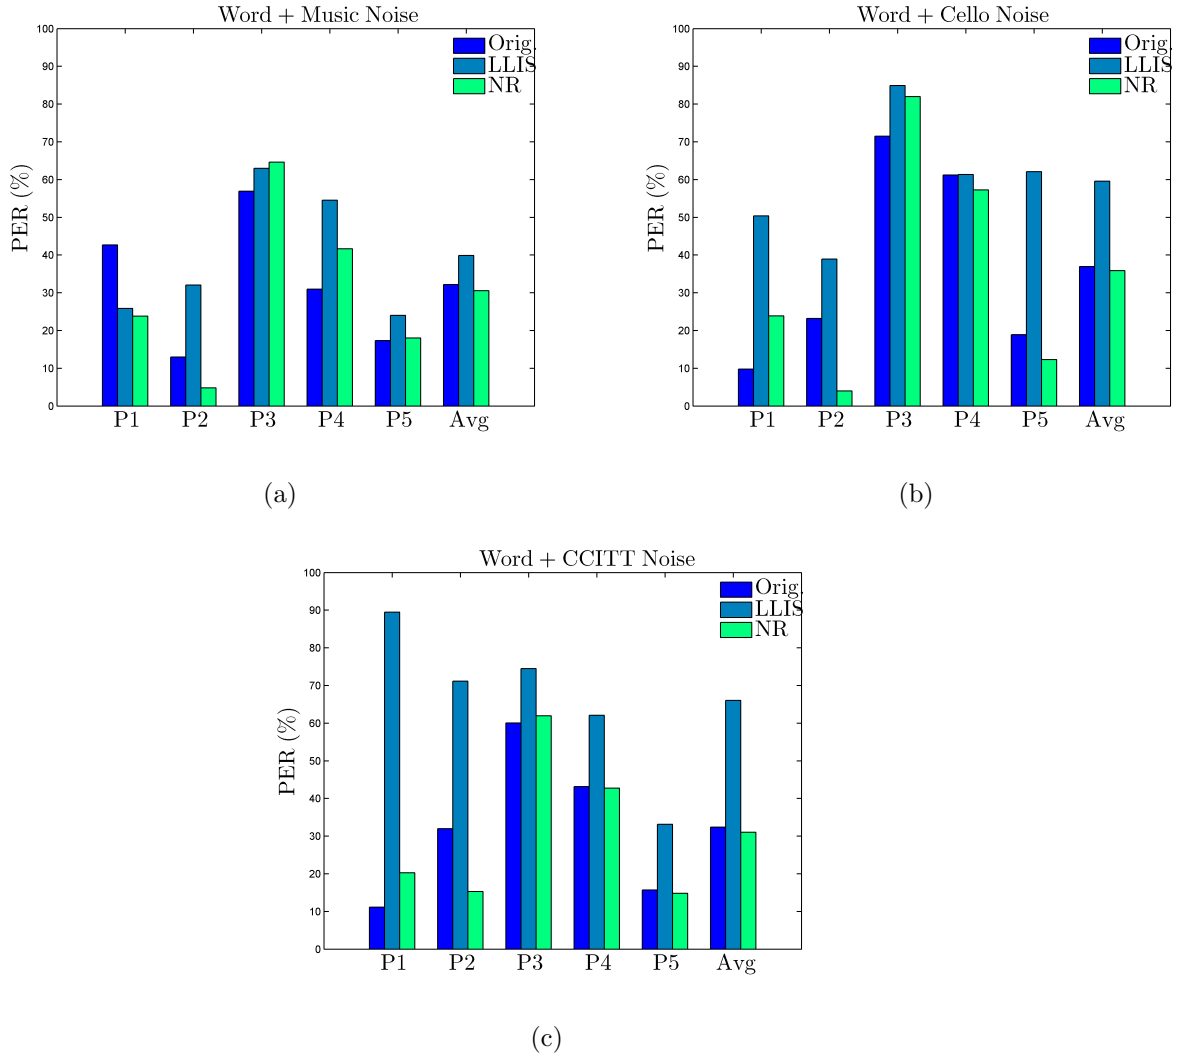 Word + Music Noise
100
90
80
70
60
50
40
30
20
10
0
PER (%)
Orig.
LLIS
NR
P1 P2 P3 P4 P5 Avg
(a)
Word + Cello Noise
100
90
80
70
60
50
40
30
20
10
0
PER (%)
Orig.
LLIS
NR
P1 P2 P3 P4 P5 Avg
(b)
Word + CCITT Noise
100
90
80
70
60
50
40
30
20
10
0
PER (%)
Orig.
LLIS
NR
P1 P2 P3 P4 P5 Avg
(c)